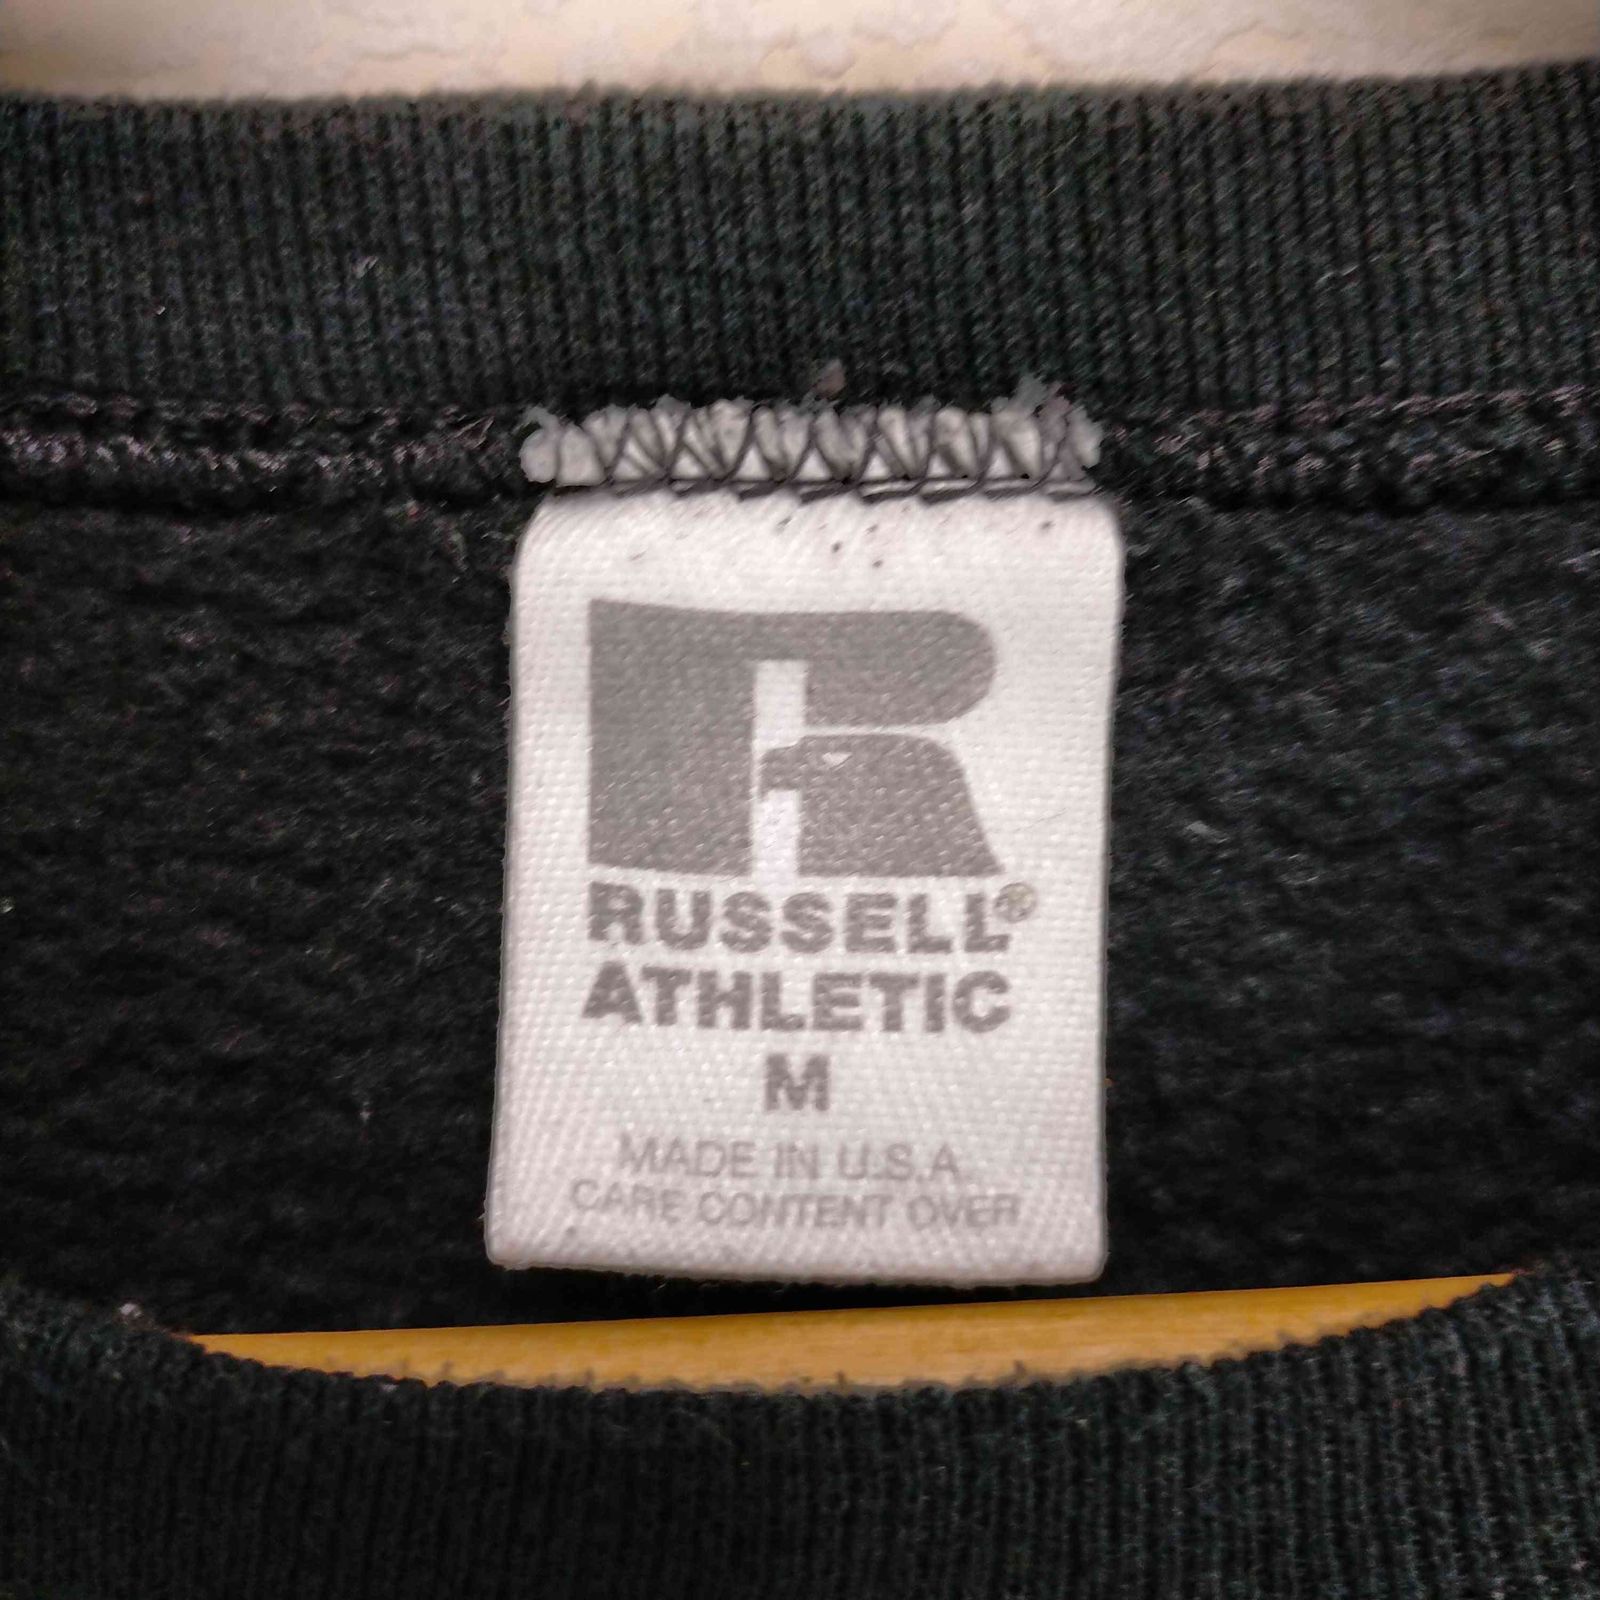 R
RUSSELL®
ATHLETIC
M
MADE IN U.S.A.
CARE CONTENT OVER